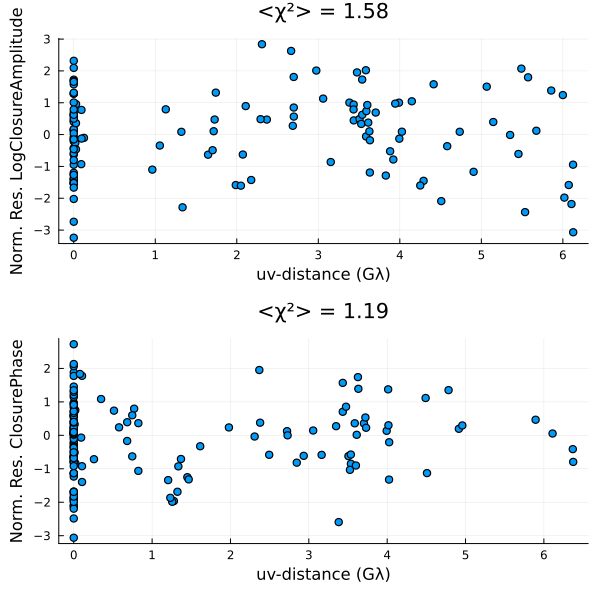 <χ²> = 1.58
Norm. Res. LogClosureAmplitude
3
2
1
0
−1
−2
−3
0 1 2 3 4 5 6
uv-distance (Gλ)
<χ²> = 1.19
Norm. Res. ClosurePhase
2
1
0
−1
−2
−3
0 1 2 3 4 5 6
uv-distance (Gλ)